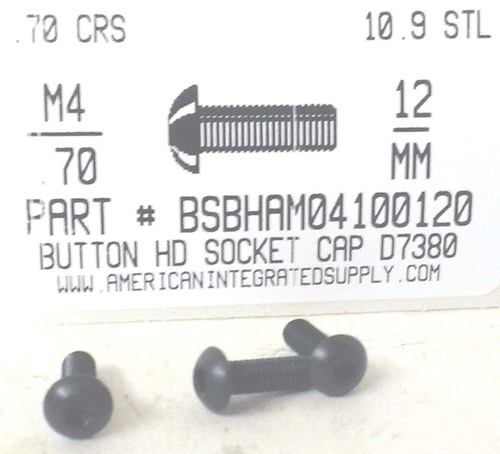 .70 CRS 10.9 STL
M4 12
.70 MM
PART # BSBHAM04100120
BUTTON HD SOCKET CAP D7380
WWW.AMERICANINTEGRATEDSUPPLY.COM